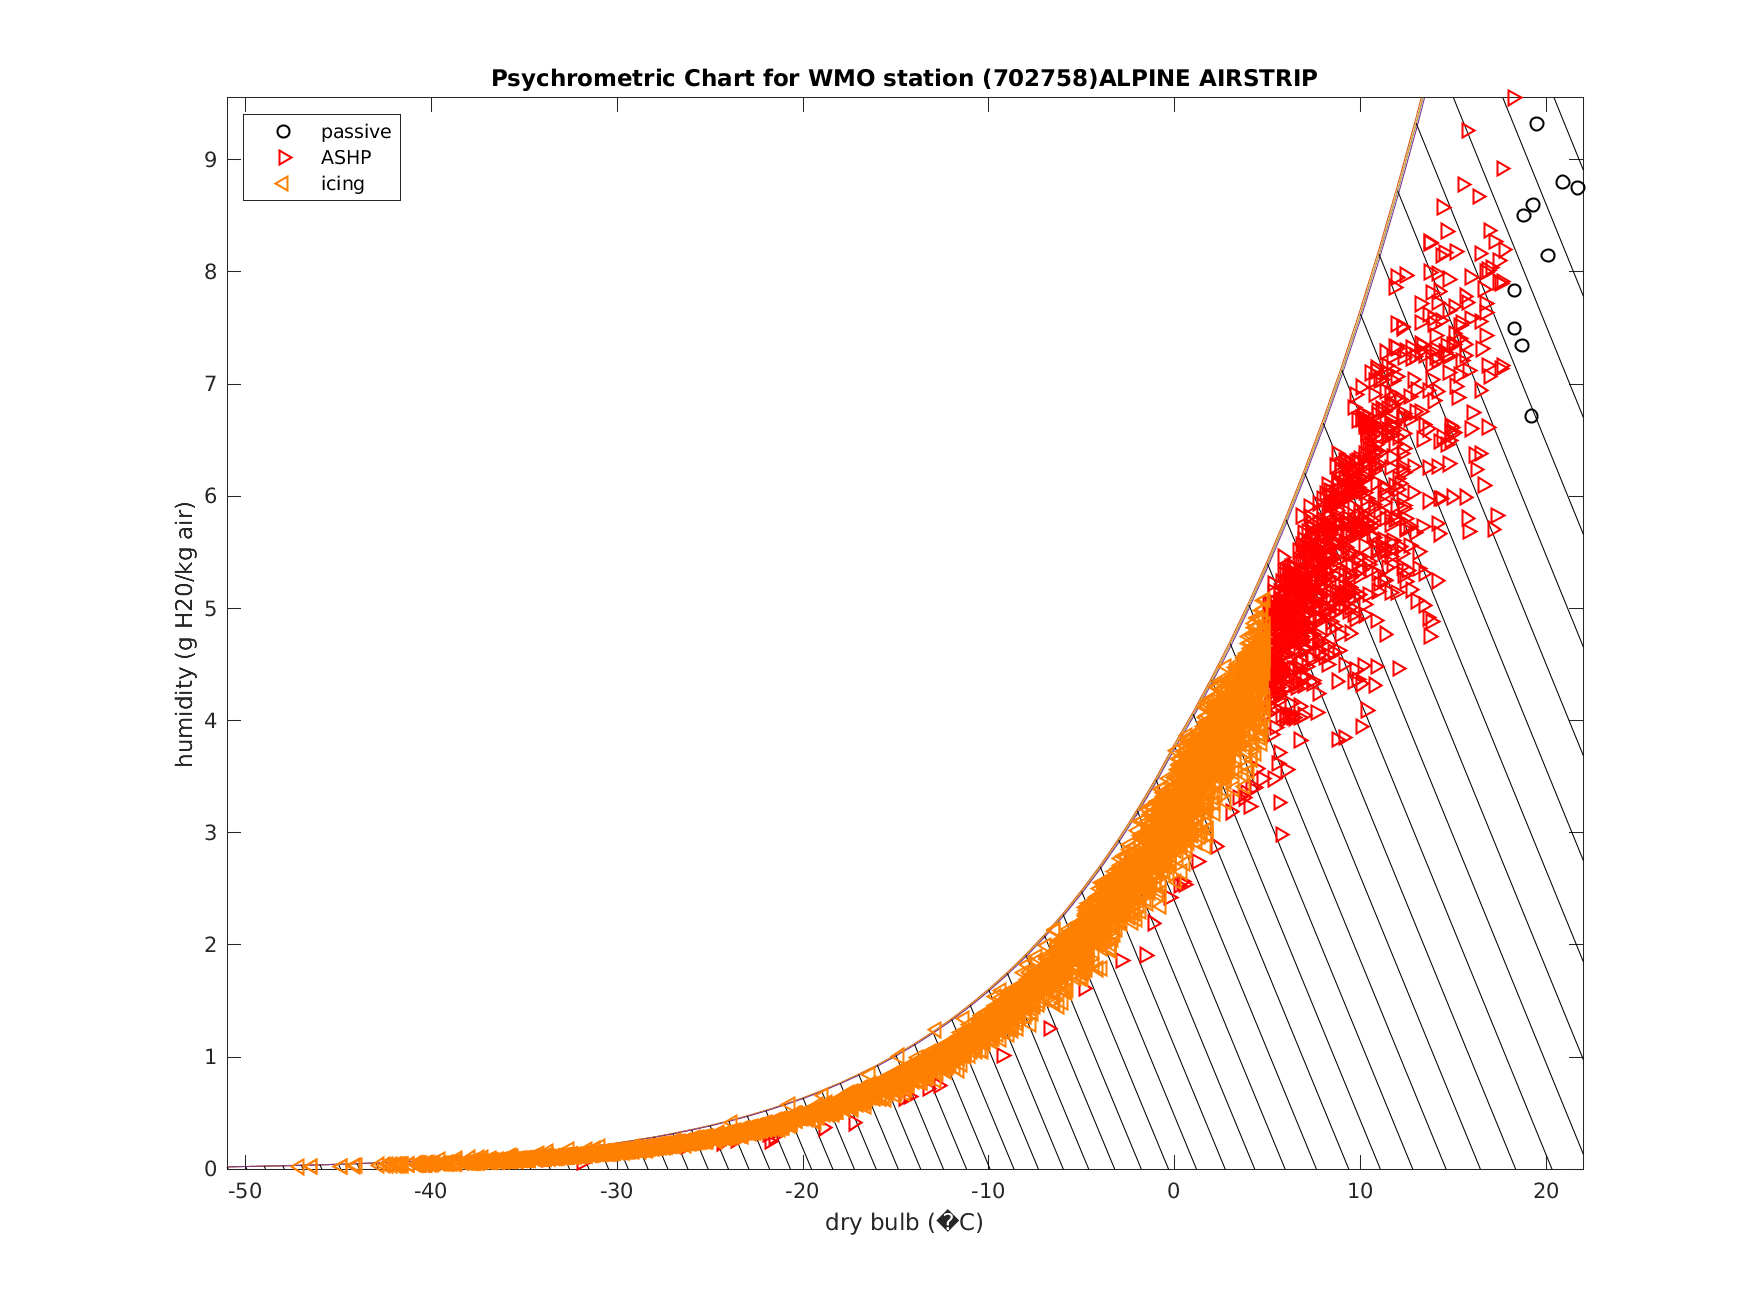 Psychrometric Chart for WMO station (702758)ALPINE AIRSTRIP
passive
ASHP
icing
humidity (g H20/kg air)
9
8
7
6
5
4
3
2
1
0
-50 -40 -30 -20 -10 0 10 20
dry bulb (�C)